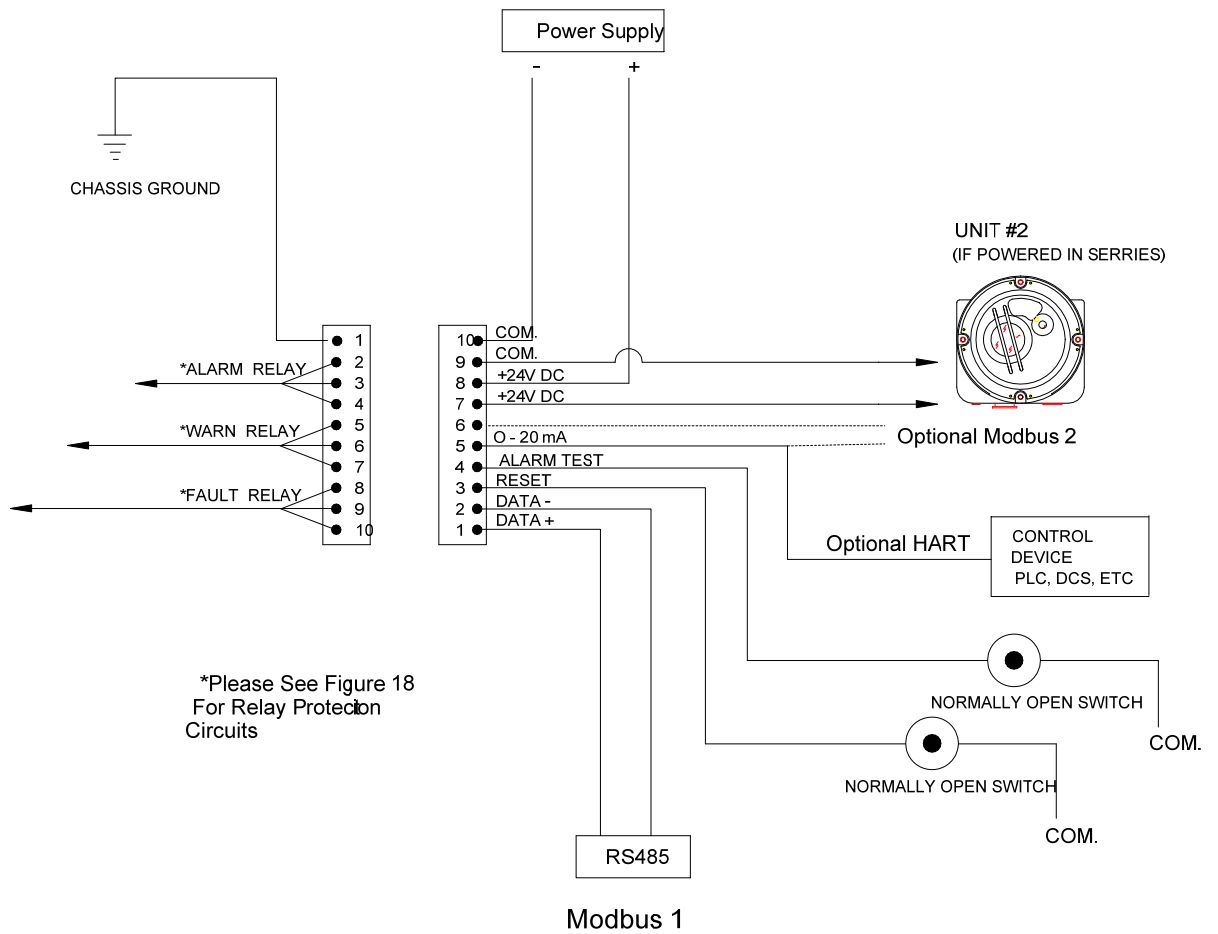 Power Supply
- +
CHASSIS GROUND
UNIT #2
(IF POWERED IN SERRIES)
1
2
3
4
5
6
7
8
9
10
*ALARM RELAY
*WARN RELAY
*FAULT RELAY
10 COM.
9 COM.
8 +24V DC
7 +24V DC
6
5 O - 20 mA
4 ALARM TEST
3 RESET
2 DATA -
1 DATA +
Optional Modbus 2
Optional HART
CONTROL
DEVICE
PLC, DCS, ETC
*Please See Figure 18
For Relay Protecton
Circuits
NORMALLY OPEN SWITCH
COM.
NORMALLY OPEN SWITCH
COM.
RS485
Modbus 1